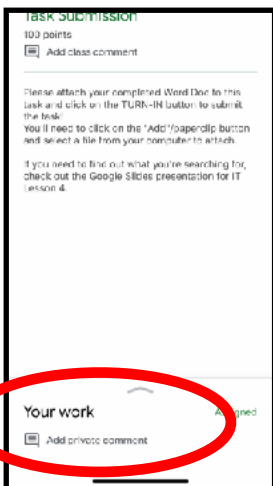 Task Submission
100 points
Add class comment
Please attach your completed Word Doc to this
task and click on the TURN-IN button to submit
the task!
You'll need to click on the "Add"/paperclip button
and select a file from your computer to attach.
If you need to find out what you're searching for,
check out the Google Slides presentation for IT
Lesson 4.
Your work
Assigned
Add private comment